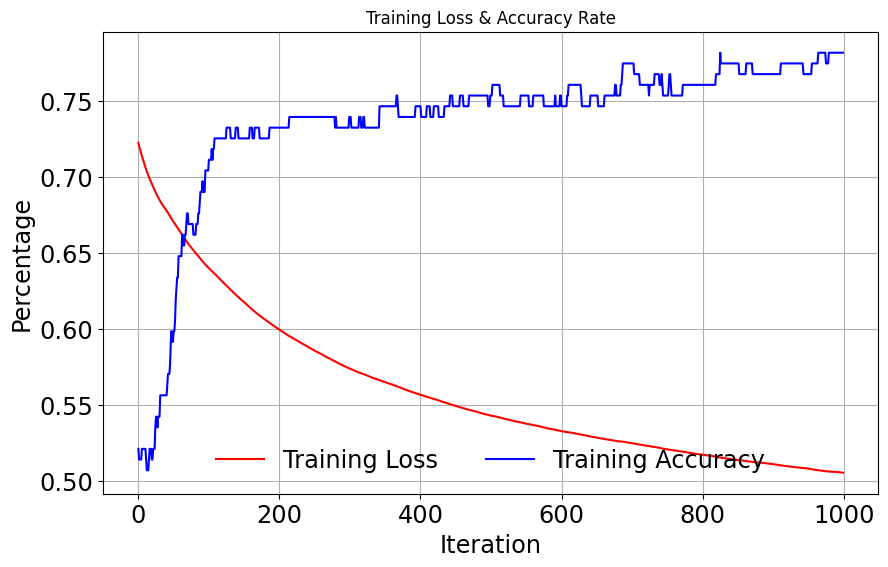 Training Loss & Accuracy Rate
Percentage
0.75
0.70
0.65
0.60
0.55
0.50
Training Loss
Training Accuracy
0 200 400 600 800 1000
Iteration